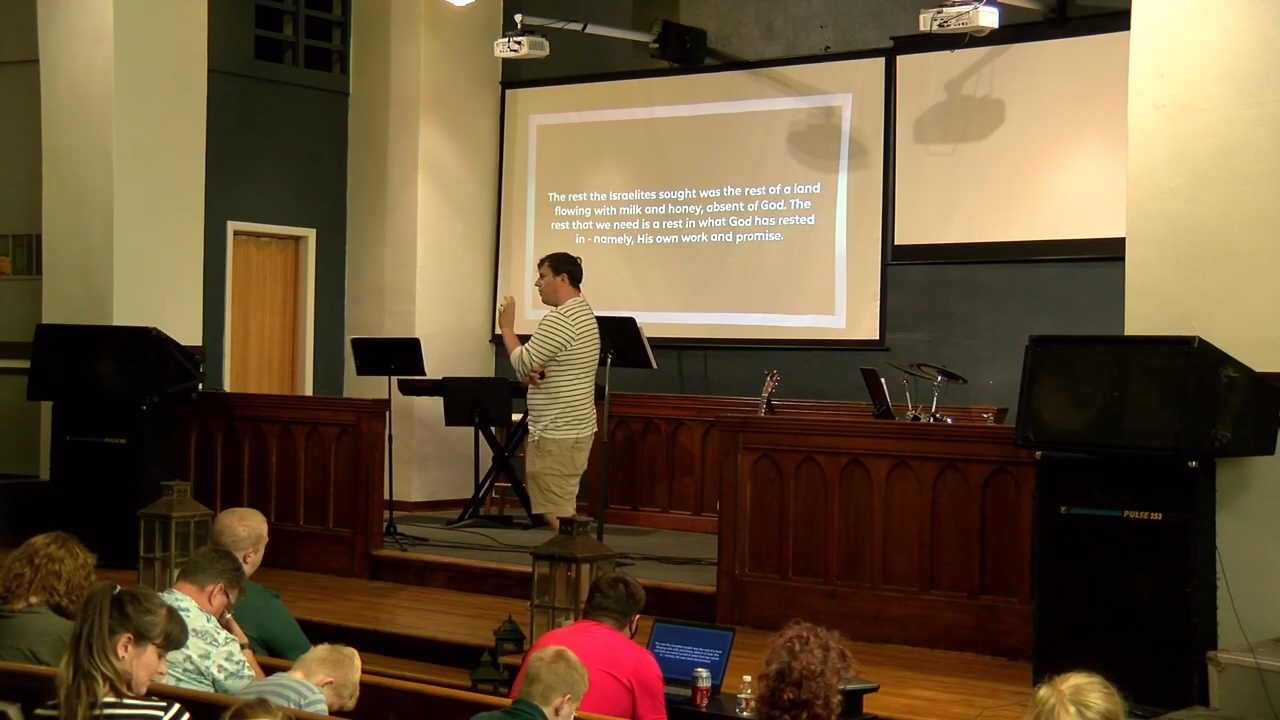 The rest the Israelites sought was the rest of a land
flowing with milk and honey, absent of God. The
rest that we need is a rest in what God has rested
in - namely, His own work and promise.
PULSE 253